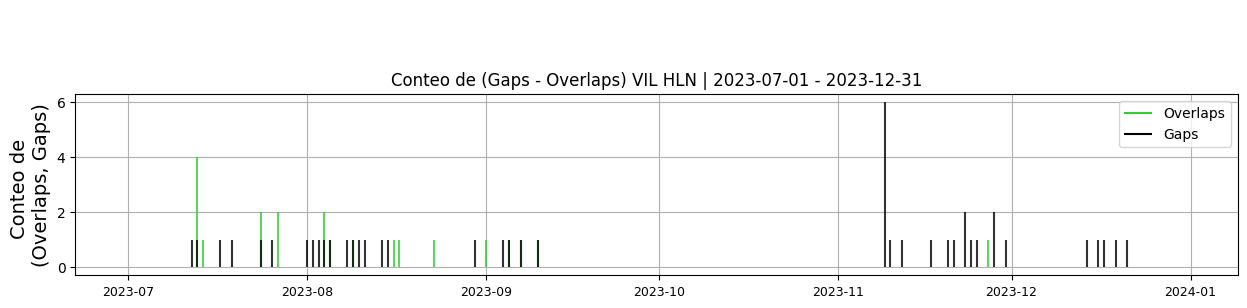 Conteo de (Gaps - Overlaps) VIL HLN | 2023-07-01 - 2023-12-31
Conteo de
(Overlaps, Gaps)
6
4
2
0
Overlaps
Gaps
2023-07
2023-08
2023-09
2023-10
2023-11
2023-12
2024-01